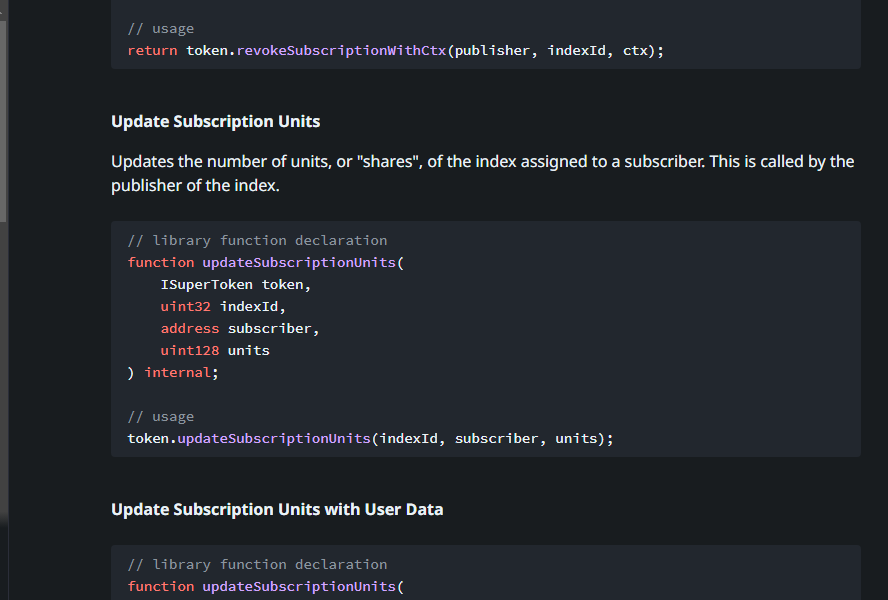 // usage
return token.revokeSubscriptionWithCtx(publisher, indexId, ctx);
Update Subscription Units
Updates the number of units, or "shares", of the index assigned to a subscriber. This is called by the
publisher of the index.
// library function declaration
function updateSubscriptionUnits(
    ISuperToken token,
    uint32 indexId,
    address subscriber,
    uint128 units
) internal;
// usage
token.updateSubscriptionUnits(indexId, subscriber, units);
Update Subscription Units with User Data
// library function declaration
function updateSubscriptionUnits(